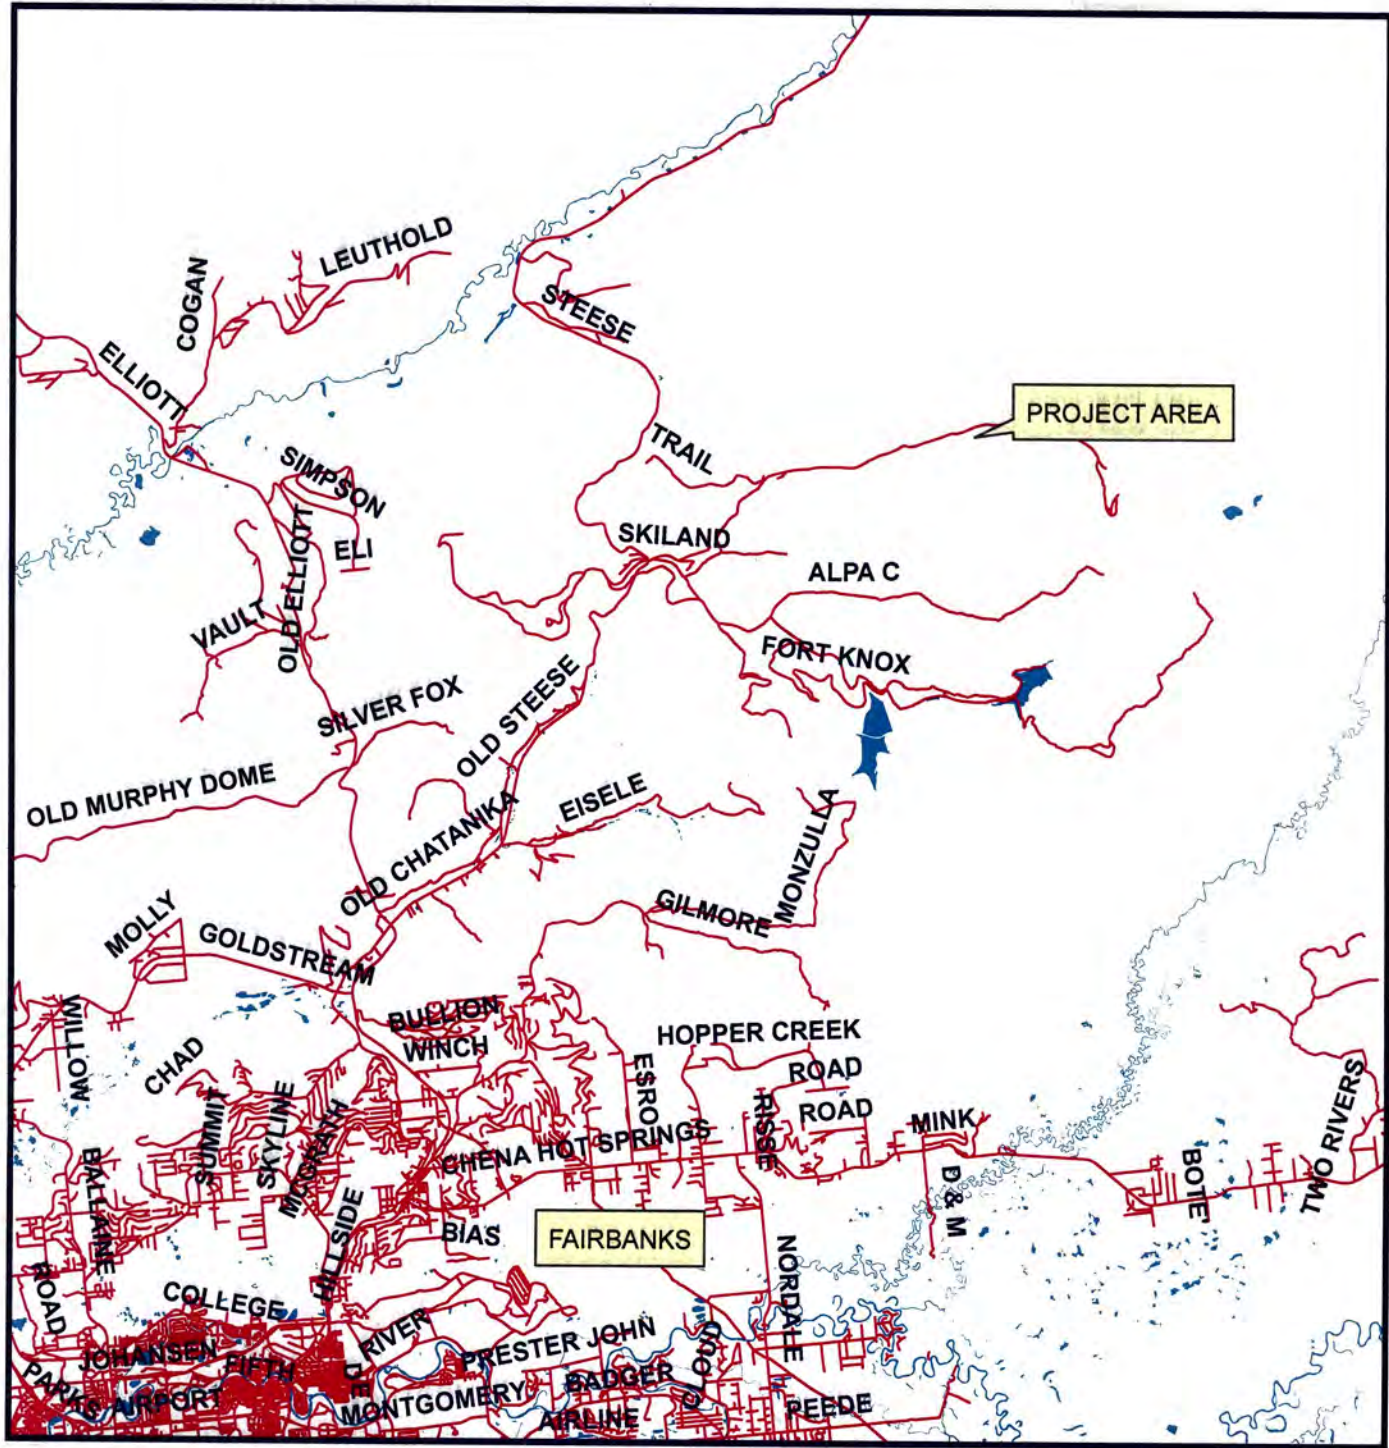 LEUTHOLD
COGAN
STEESE
ELLIOTT
PROJECT AREA
TRAIL
SIMPSON
SKILAND
OLD ELLIOTT
ELI
ALPA C
VAULT
FORT KNOX
OLD STEESE
SILVER FOX
OLD MURPHY DOME
EISELE
OLD CHATANIKA
MONZULLA
GILMORE
MOLLY
GOLDSTREAM
WILLOW
BULLION
HOPPER CREEK
WINCH
CHAD
ESRO
ROAD
SUMMIT
SKYLINE
MCGRATH
RISSE
ROAD
MINK
CHENA HOT SPRINGS
TWO RIVERS
BALLAINE
D & M
BOTE'
HILLSIDE
BIAS
FAIRBANKS
NORDALE
ROAD
COLLEGE
RIVER
PRESTER JOHN
CLOUD
JOHANSEN
FIFTH
DE
BADGER
PARKS
AIRPORT
MONTGOMERY
AIRLINE
PEEDE